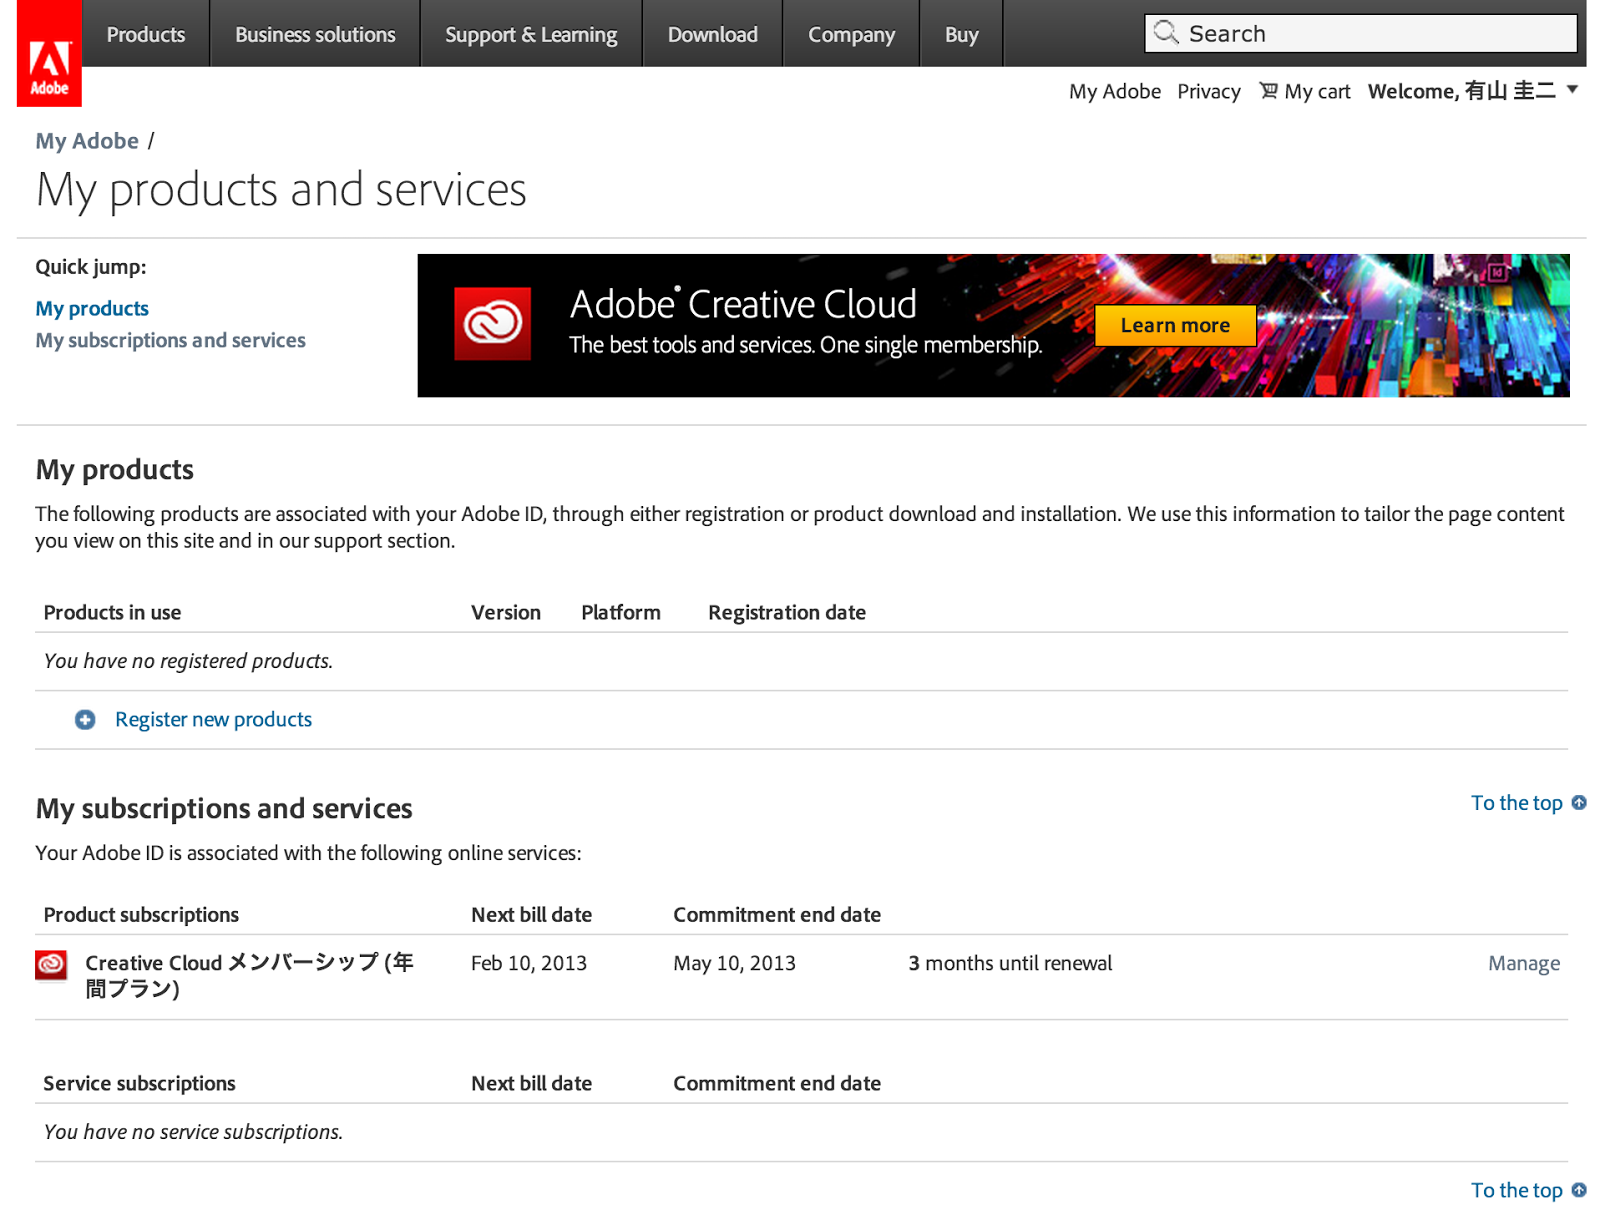 Products
Business solutions
Support & Learning
Download
Company
Buy
Search
Adobe
My Adobe
Privacy
My cart
Welcome, 有山 圭二
My Adobe /
My products and services
Quick jump:
My products
My subscriptions and services
Adobe® Creative Cloud
The best tools and services. One single membership.
Learn more
Id
My products
The following products are associated with your Adobe ID, through either registration or product download and installation. We use this information to tailor the page content
you view on this site and in our support section.
Products in use Version Platform Registration date
You have no registered products.
Register new products
My subscriptions and services
To the top
Your Adobe ID is associated with the following online services:
Product subscriptions Next bill date Commitment end date
Creative Cloud メンバーシップ (年 Feb 10, 2013 May 10, 2013 3 months until renewal Manage
間プラン)
Service subscriptions Next bill date Commitment end date
You have no service subscriptions.
To the top